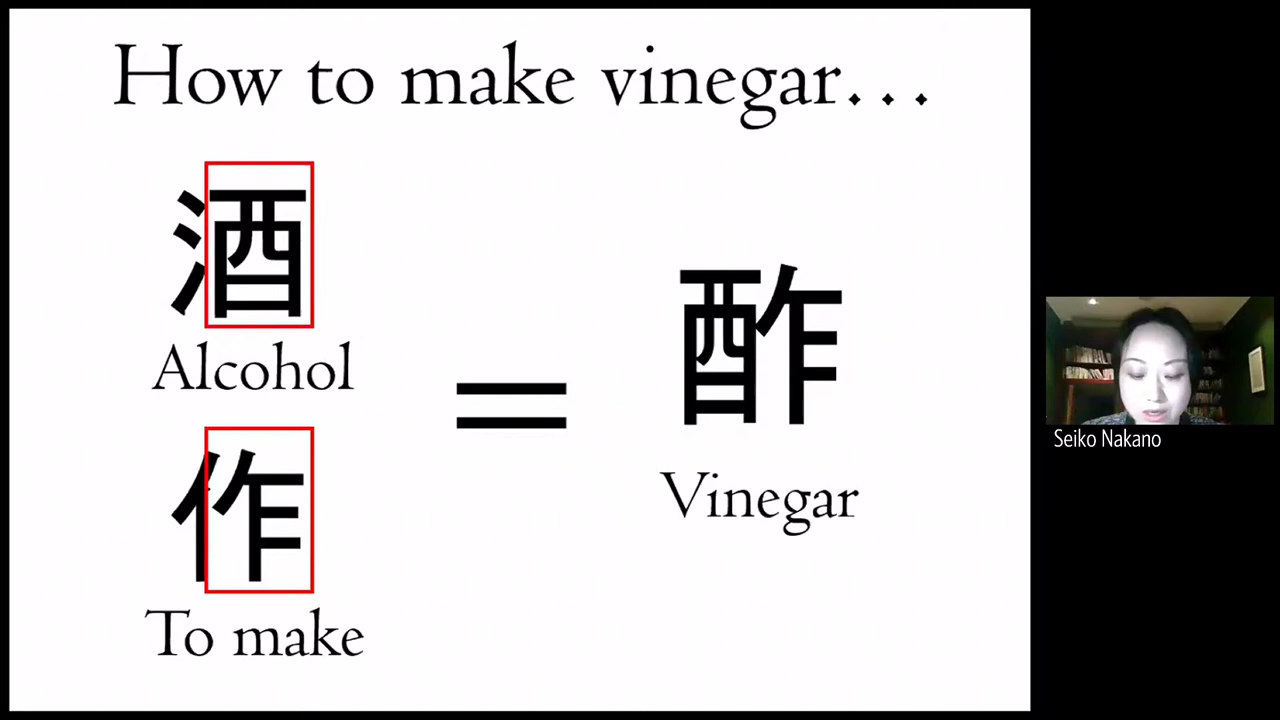 How to make vinegar...
酒
Alcohol
作
To make
=
酢
Vinegar
Seiko Nakano